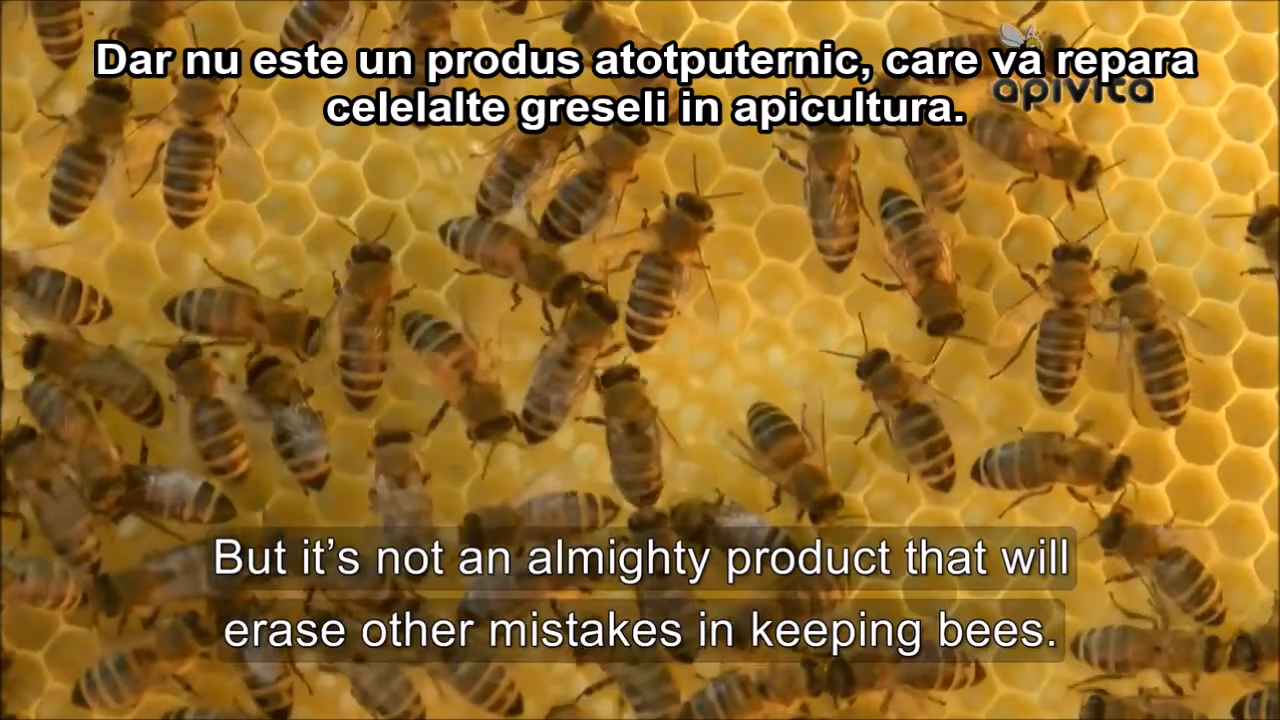 Dar nu este un produs atotputernic, care va repara
apivita
celelalte greseli in apicultura.
But it’s not an almighty product that will
erase other mistakes in keeping bees.